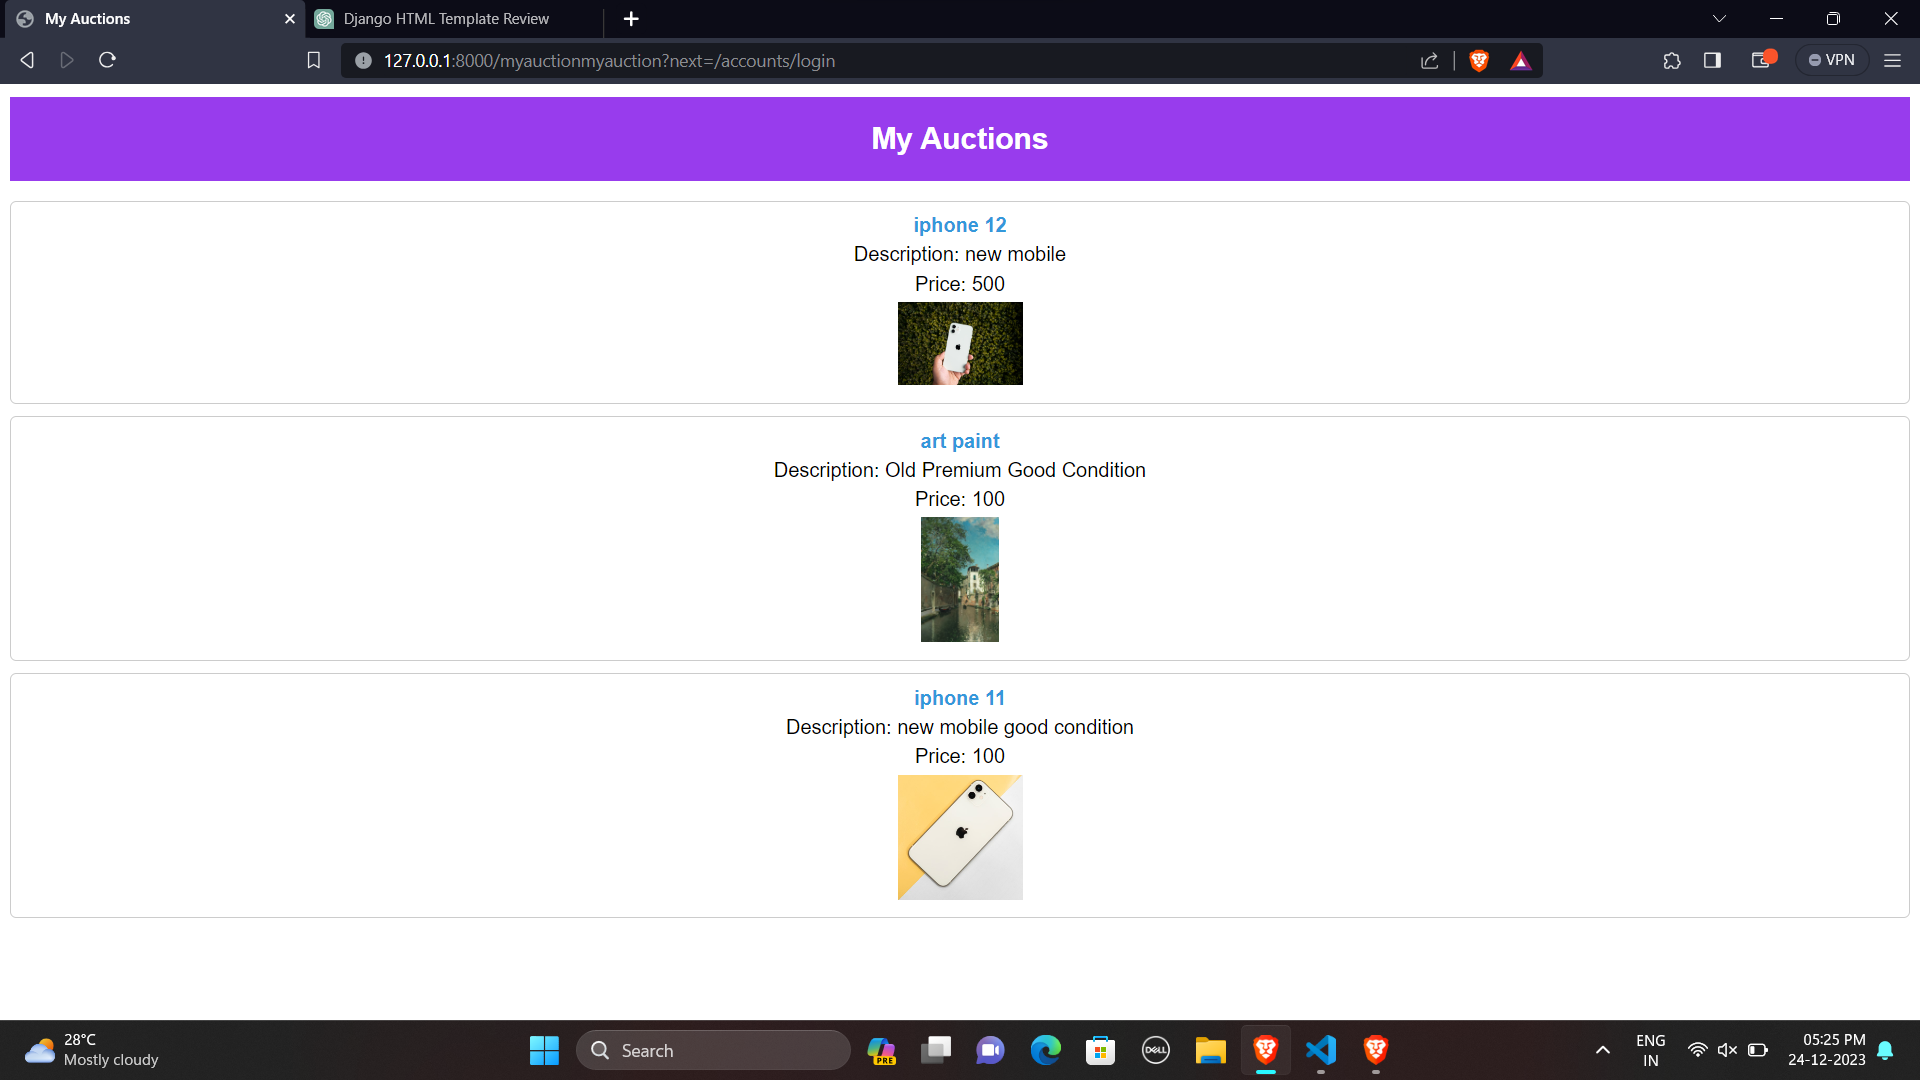 My Auctions
Django HTML Template Review
127.0.0.1:8000/myauctionmyauction?next=/accounts/login
VPN
My Auctions
iphone 12
Description: new mobile
Price: 500
art paint
Description: Old Premium Good Condition
Price: 100
iphone 11
Description: new mobile good condition
Price: 100
28°C
Mostly cloudy
Search
PRE
DELL
ENG
IN
05:25 PM
24-12-2023